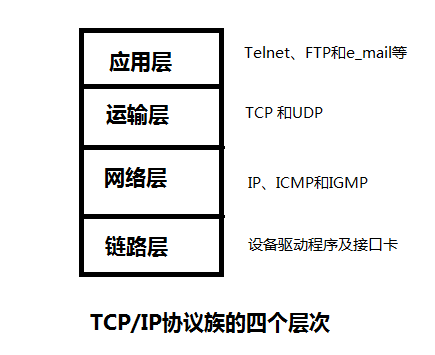 应用层 Telnet、FTP和e_mail等
运输层 TCP 和UDP
网络层 IP、ICMP和IGMP
链路层 设备驱动程序及接口卡
TCP/IP协议族的四个层次